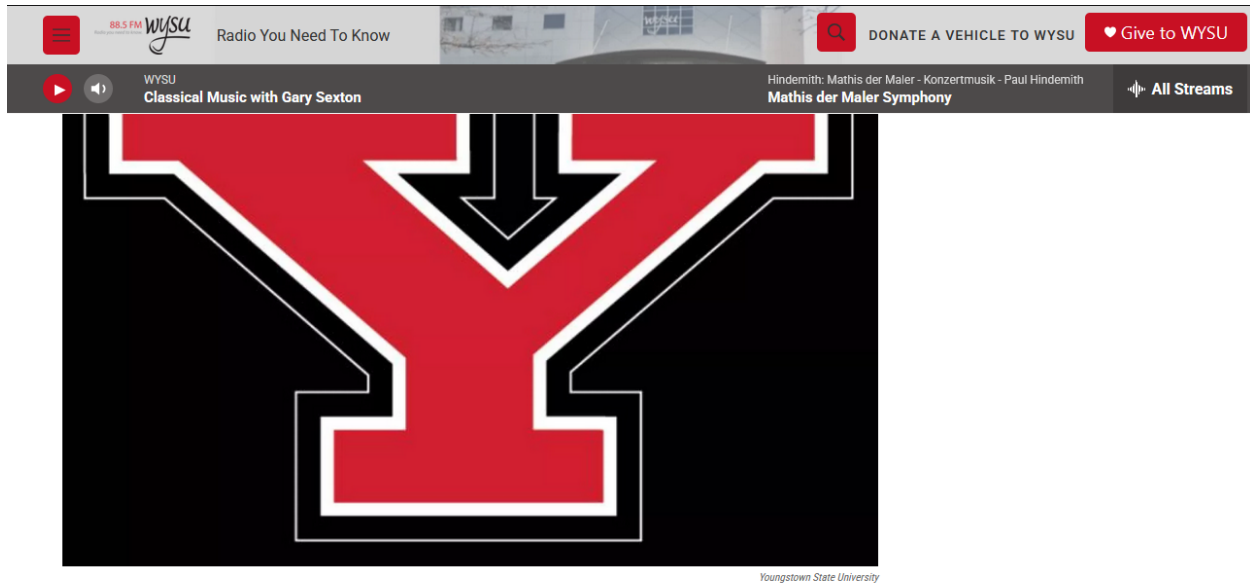 88.5 FM WYSU
Radio You Need To Know
DONATE A VEHICLE TO WYSU
Give to WYSU
WYSU
Classical Music with Gary Sexton
Hindemith: Mathis der Maler - Konzertmusik - Paul Hindemith
Mathis der Maler Symphony
All Streams
Y
Youngstown State University